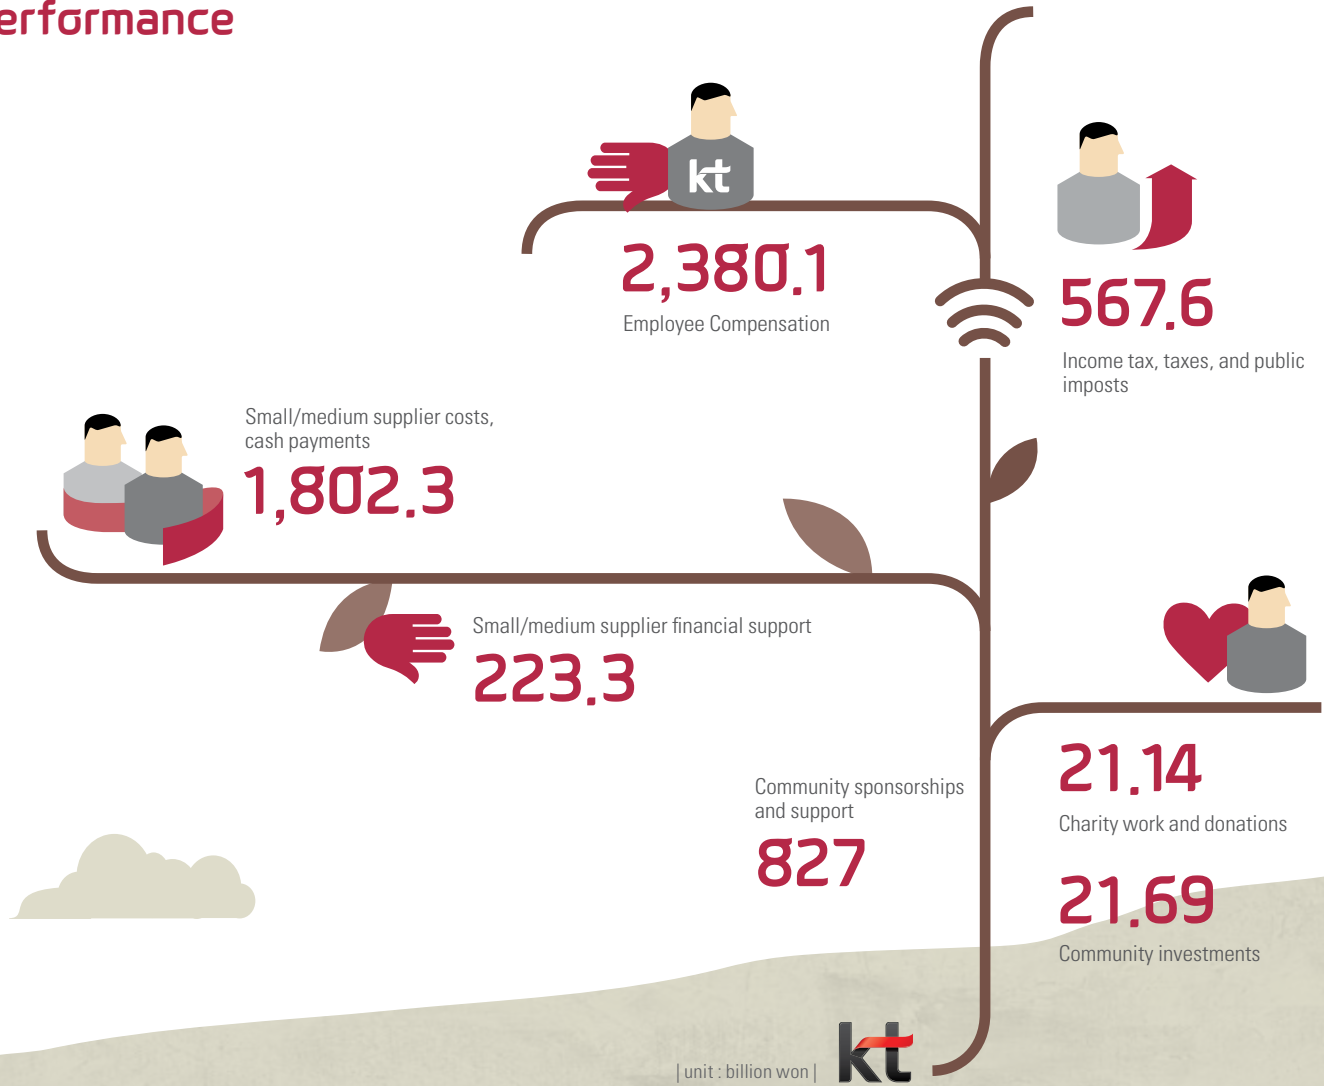 erformance
kt
2,380.1
Employee Compensation
567.6
Income tax, taxes, and public
imposts
Small/medium supplier costs,
cash payments
1,802.3
Small/medium supplier financial support
223.3
Community sponsorships
and support
827
21.14
Charity work and donations
21.69
Community investments
| unit : billion won |
kt